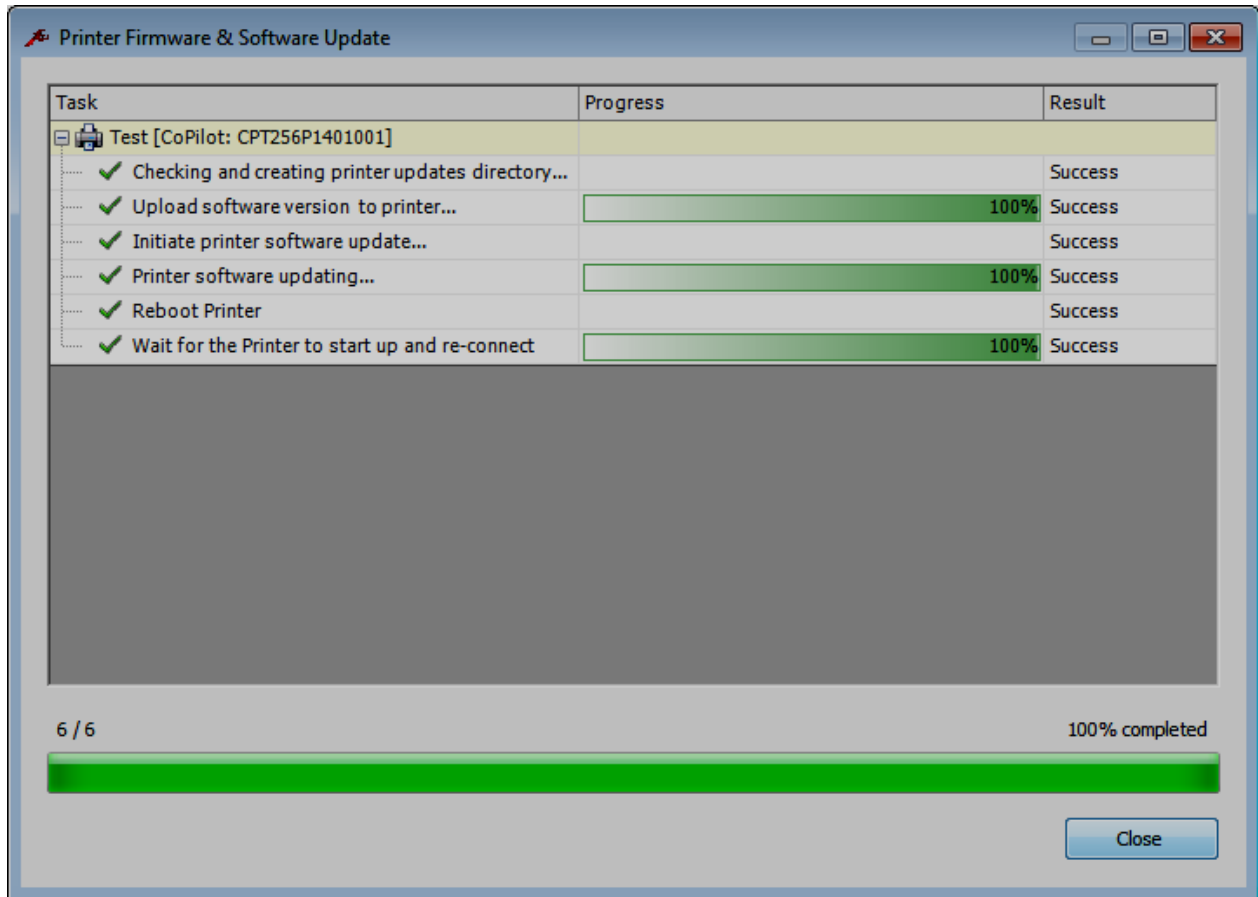 Printer Firmware & Software Update
Task Progress Result
Test [CoPilot: CPT256P1401001]
Checking and creating printer updates directory... Success
Upload software version to printer... 100% Success
Initiate printer software update... Success
Printer software updating... 100% Success
Reboot Printer Success
Wait for the Printer to start up and re-connect 100% Success
6 / 6 100% completed
Close